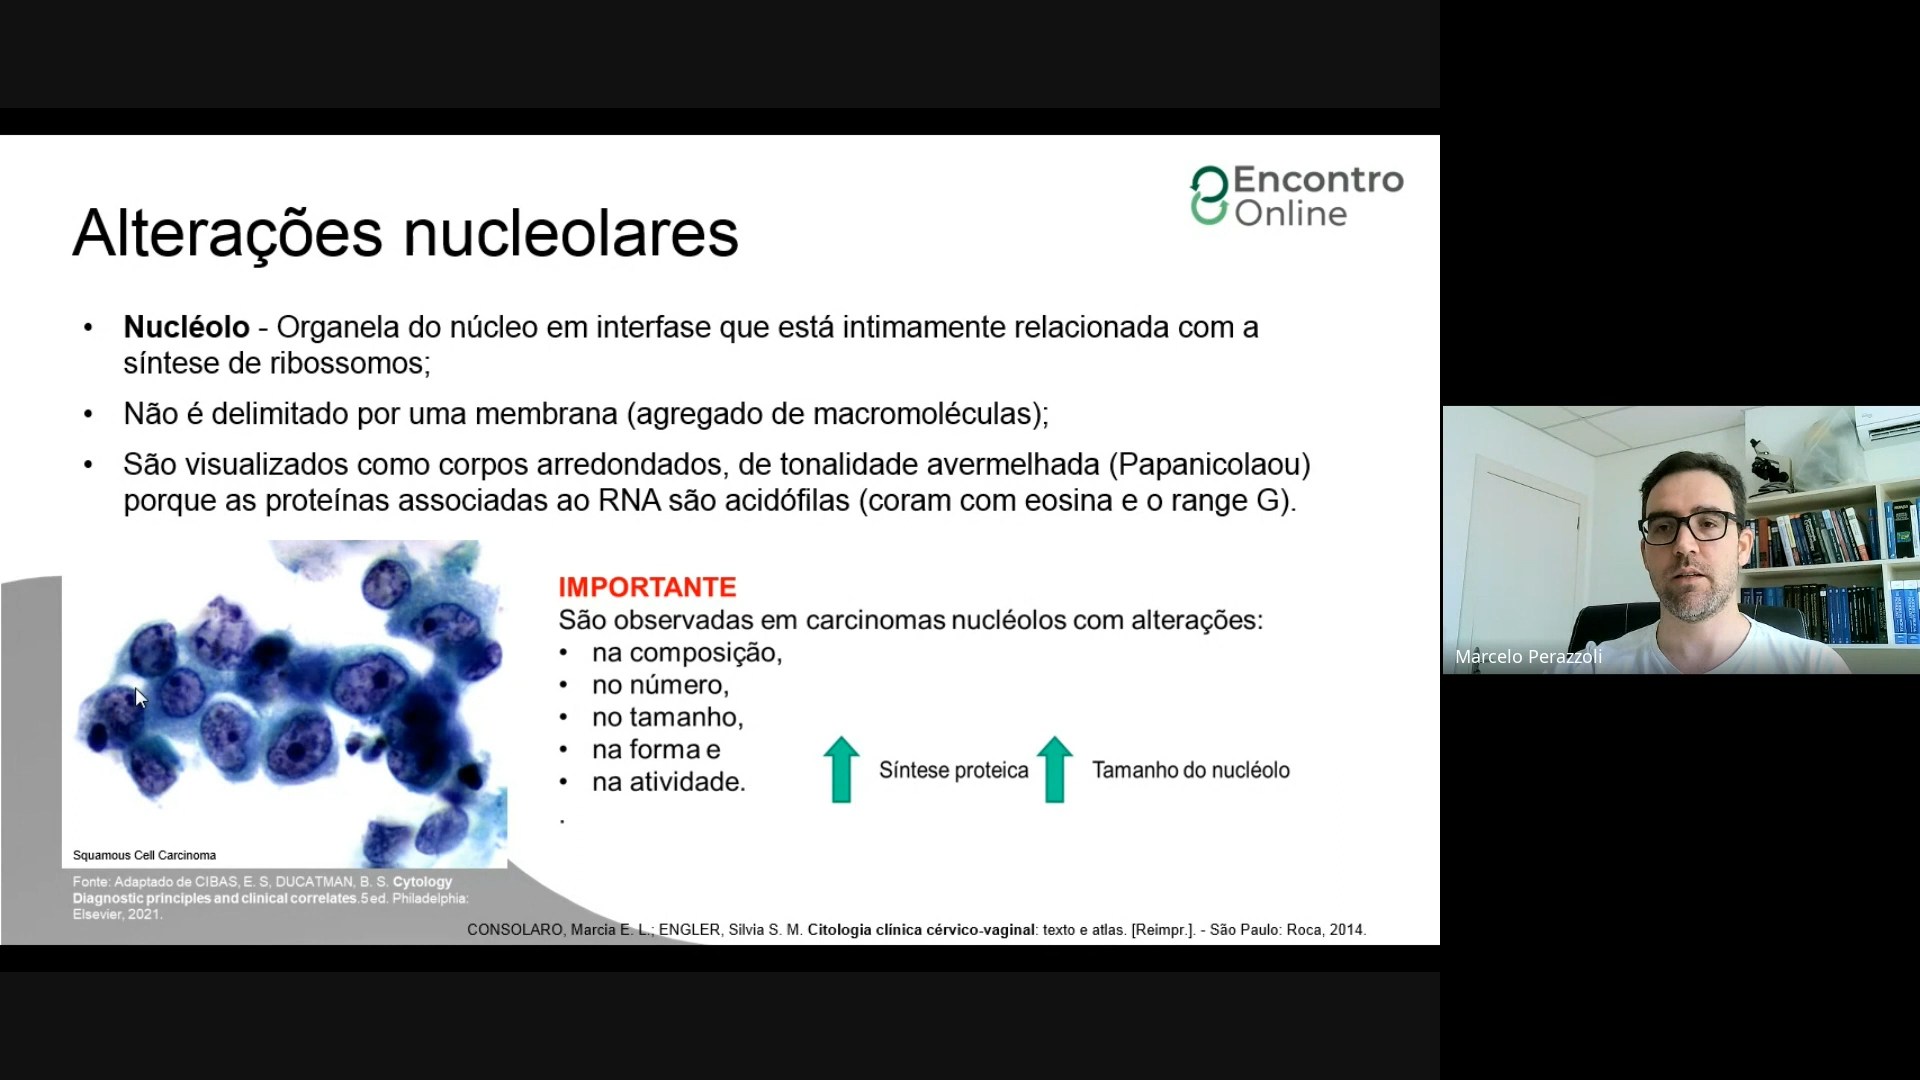 Encontro
Online
Alterações nucleolares
• Nucléolo - Organela do núcleo em interfase que está intimamente relacionada com a
síntese de ribossomos;
• Não é delimitado por uma membrana (agregado de macromoléculas);
• São visualizados como corpos arredondados, de tonalidade avermelhada (Papanicolaou)
porque as proteínas associadas ao RNA são acidófilas (coram com eosina e o range G).
IMPORTANTE
São observadas em carcinomas nucléolos com alterações:
• na composição,
• no número,
• no tamanho,
• na forma e
• na atividade.
.
Síntese proteica
Tamanho do nucléolo
Squamous Cell Carcinoma
Fonte: Adaptado de CIBAS, E. S, DUCATMAN, B. S. Cytology
Diagnostic principles and clinical correlates.5 ed. Philadelphia:
Elsevier, 2021.
CONSOLARO, Marcia E. L.; ENGLER, Silvia S. M. Citologia clínica cérvico-vaginal: texto e atlas. [Reimpr.]. - São Paulo: Roca, 2014.
Marcelo Perazzoli